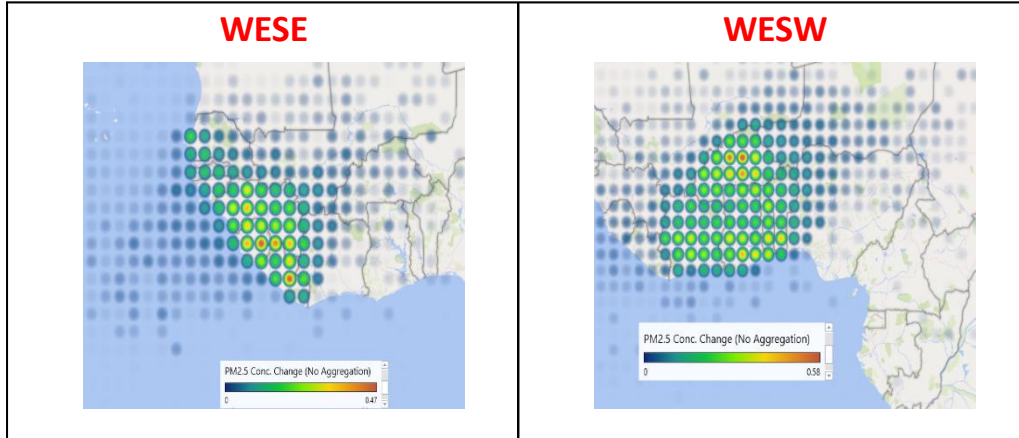 WESE
WESW
PM2.5 Conc. Change (No Aggregation)
0 0.47
PM2.5 Conc. Change (No Aggregation)
0 0.58